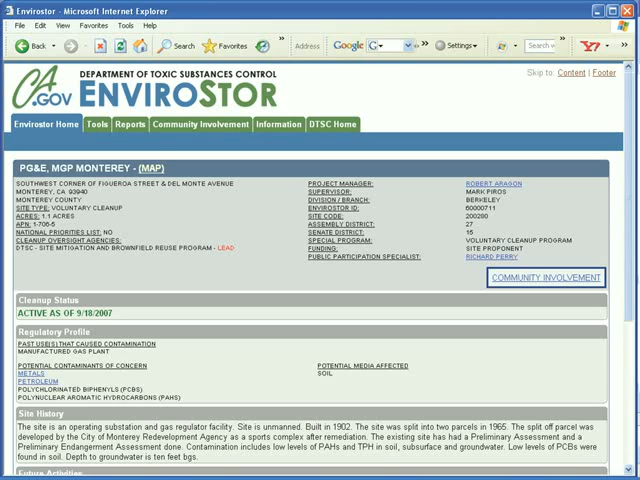 Envirostor - Microsoft Internet Explorer
File Edit View Favorites Tools Help
Back Search Favorites Address Google G Settings Search Y!
Skip to: Content | Footer
CA.GOV
DEPARTMENT OF TOXIC SUBSTANCES CONTROL
ENVIROSTOR
Envirostor Home Tools Reports Community Involvement Information DTSC Home
PG&E, MGP MONTEREY - (MAP)
SOUTHWEST CORNER OF FIGUEROA STREET & DEL MONTE AVENUE
MONTEREY, CA 93940
MONTEREY COUNTY
SITE TYPE: VOLUNTARY CLEANUP
ACRES: 1.1 ACRES
APN: 1-706-5
NATIONAL PRIORITIES LIST: NO
CLEANUP OVERSIGHT AGENCIES:
DTSC - SITE MITIGATION AND BROWNFIELD REUSE PROGRAM - LEAD
PROJECT MANAGER: ROBERT ARAGON
SUPERVISOR: MARK PIROS
DIVISION / BRANCH: BERKELEY
ENVIROSTOR ID: 60000711
SITE CODE: 200280
ASSEMBLY DISTRICT: 27
SENATE DISTRICT: 15
SPECIAL PROGRAM: VOLUNTARY CLEANUP PROGRAM
FUNDING: SITE PROPONENT
PUBLIC PARTICIPATION SPECIALIST: RICHARD PERRY
COMMUNITY INVOLVEMENT
Cleanup Status
ACTIVE AS OF 9/18/2007
Regulatory Profile
PAST USE(S) THAT CAUSED CONTAMINATION
MANUFACTURED GAS PLANT
POTENTIAL CONTAMINANTS OF CONCERN POTENTIAL MEDIA AFFECTED
METALS SOIL
PETROLEUM
POLYCHLORINATED BIPHENYLS (PCBS)
POLYNUCLEAR AROMATIC HYDROCARBONS (PAHS)
Site History
The site is an operating substation and gas regulator facility. Site is unmanned. Built in 1902. The site was split into two parcels in 1965. The split off parcel was
developed by the City of Monterey Redevelopment Agency as a sports complex after remediation. The existing site has had a Preliminary Assessment and a
Preliminary Endangerment Assessment done. Contamination includes low levels of PAHs and TPH in soil, subsurface and groundwater. Low levels of PCBs were
found in soil. Depth to groundwater is ten feet bgs.
Future Activities